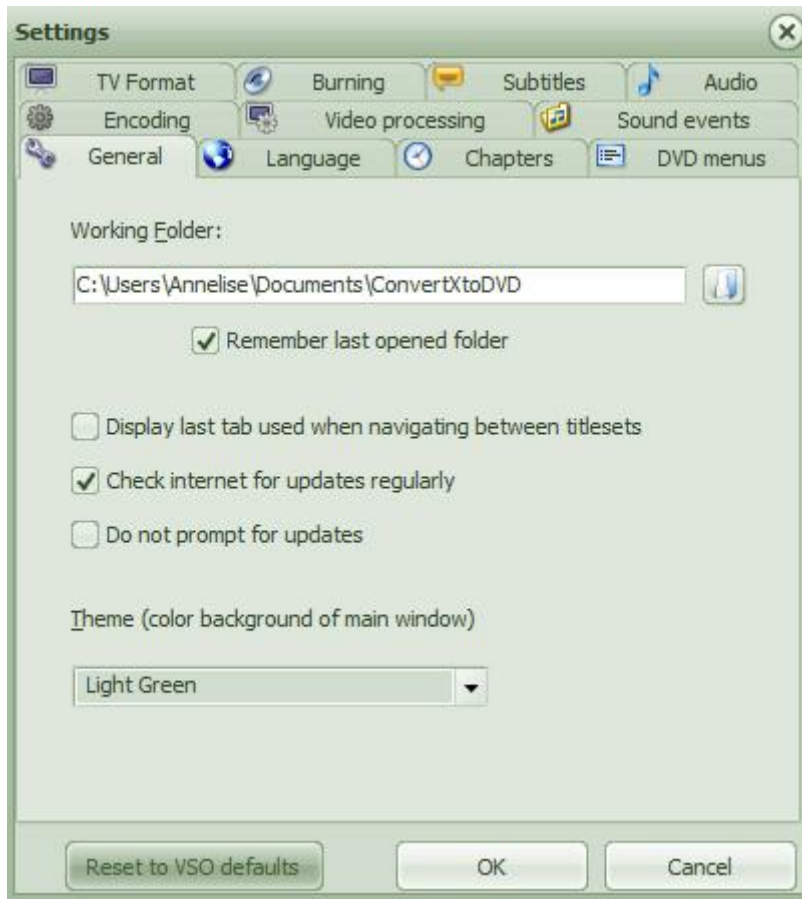 Settings
TV Format Burning Subtitles Audio
Encoding Video processing Sound events
General Language Chapters DVD menus
Working Folder:
C:\Users\Annelise\Documents\ConvertXtoDVD
Remember last opened folder
Display last tab used when navigating between titlesets
Check internet for updates regularly
Do not prompt for updates
Theme (color background of main window)
Light Green
Reset to VSO defaults OK Cancel